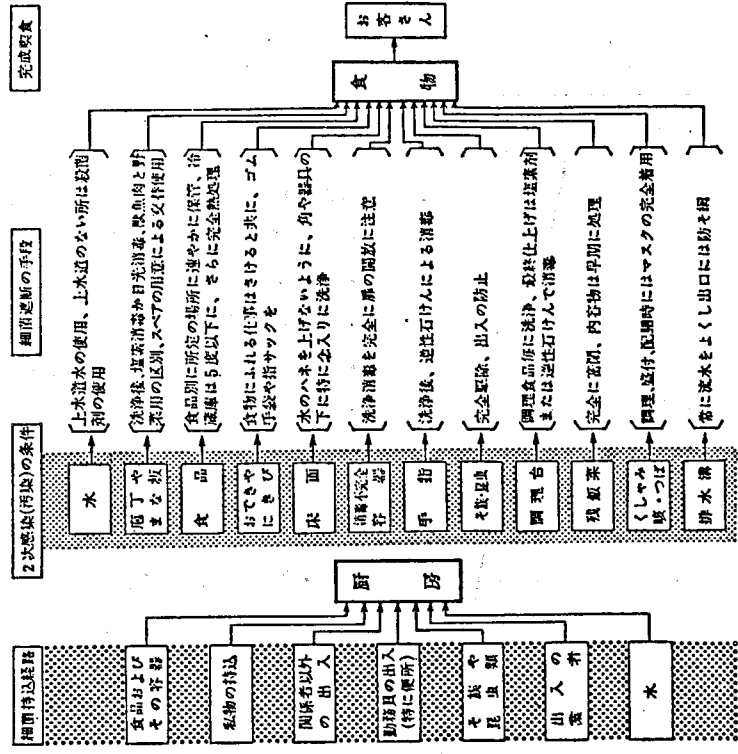 細菌持込経路
食品および
その容器
私物の持込
関係者以外
の出入
勤務員の出入
(特に便所)
そ族や
昆虫類
出入の
業者
水
厨房
2次感染(汚染)の条件
水
庖丁や
まな板
食品
おできや
にきび
床面
消毒不完全
容器
手指
そ族・昆虫
調理台
残飯菜
くしゃみ
咳・つば
排水溝
細菌遮断の手段
上水道水の使用、上水道のない所は殺菌
剤の使用
洗浄後、塩素消毒か日光消毒、獣魚肉と野
菜用の区別、スペアの用意による交替使用
食品別に所定の場所に速やかに保管、冷
蔵庫は5度以下に、さらに完全熱処理
食物にふれる仕事はさけると共に、ゴム
手袋や指サックを
水のハネを上げないように、角や器具の
下に特に念入りに洗浄
洗浄消毒を完全に扉の開放に注意
洗浄後、逆性石けんによる消毒
完全駆除、出入の防止
調理食品毎に洗浄、最終仕上げは塩素剤
または逆性石けんで消毒
完全に密閉、内容物は早期に処理
調理、盛付、配膳時にはマスクの完全着用
常に流水をよくし出口には防そ網
完成喫食
食物
お客さん